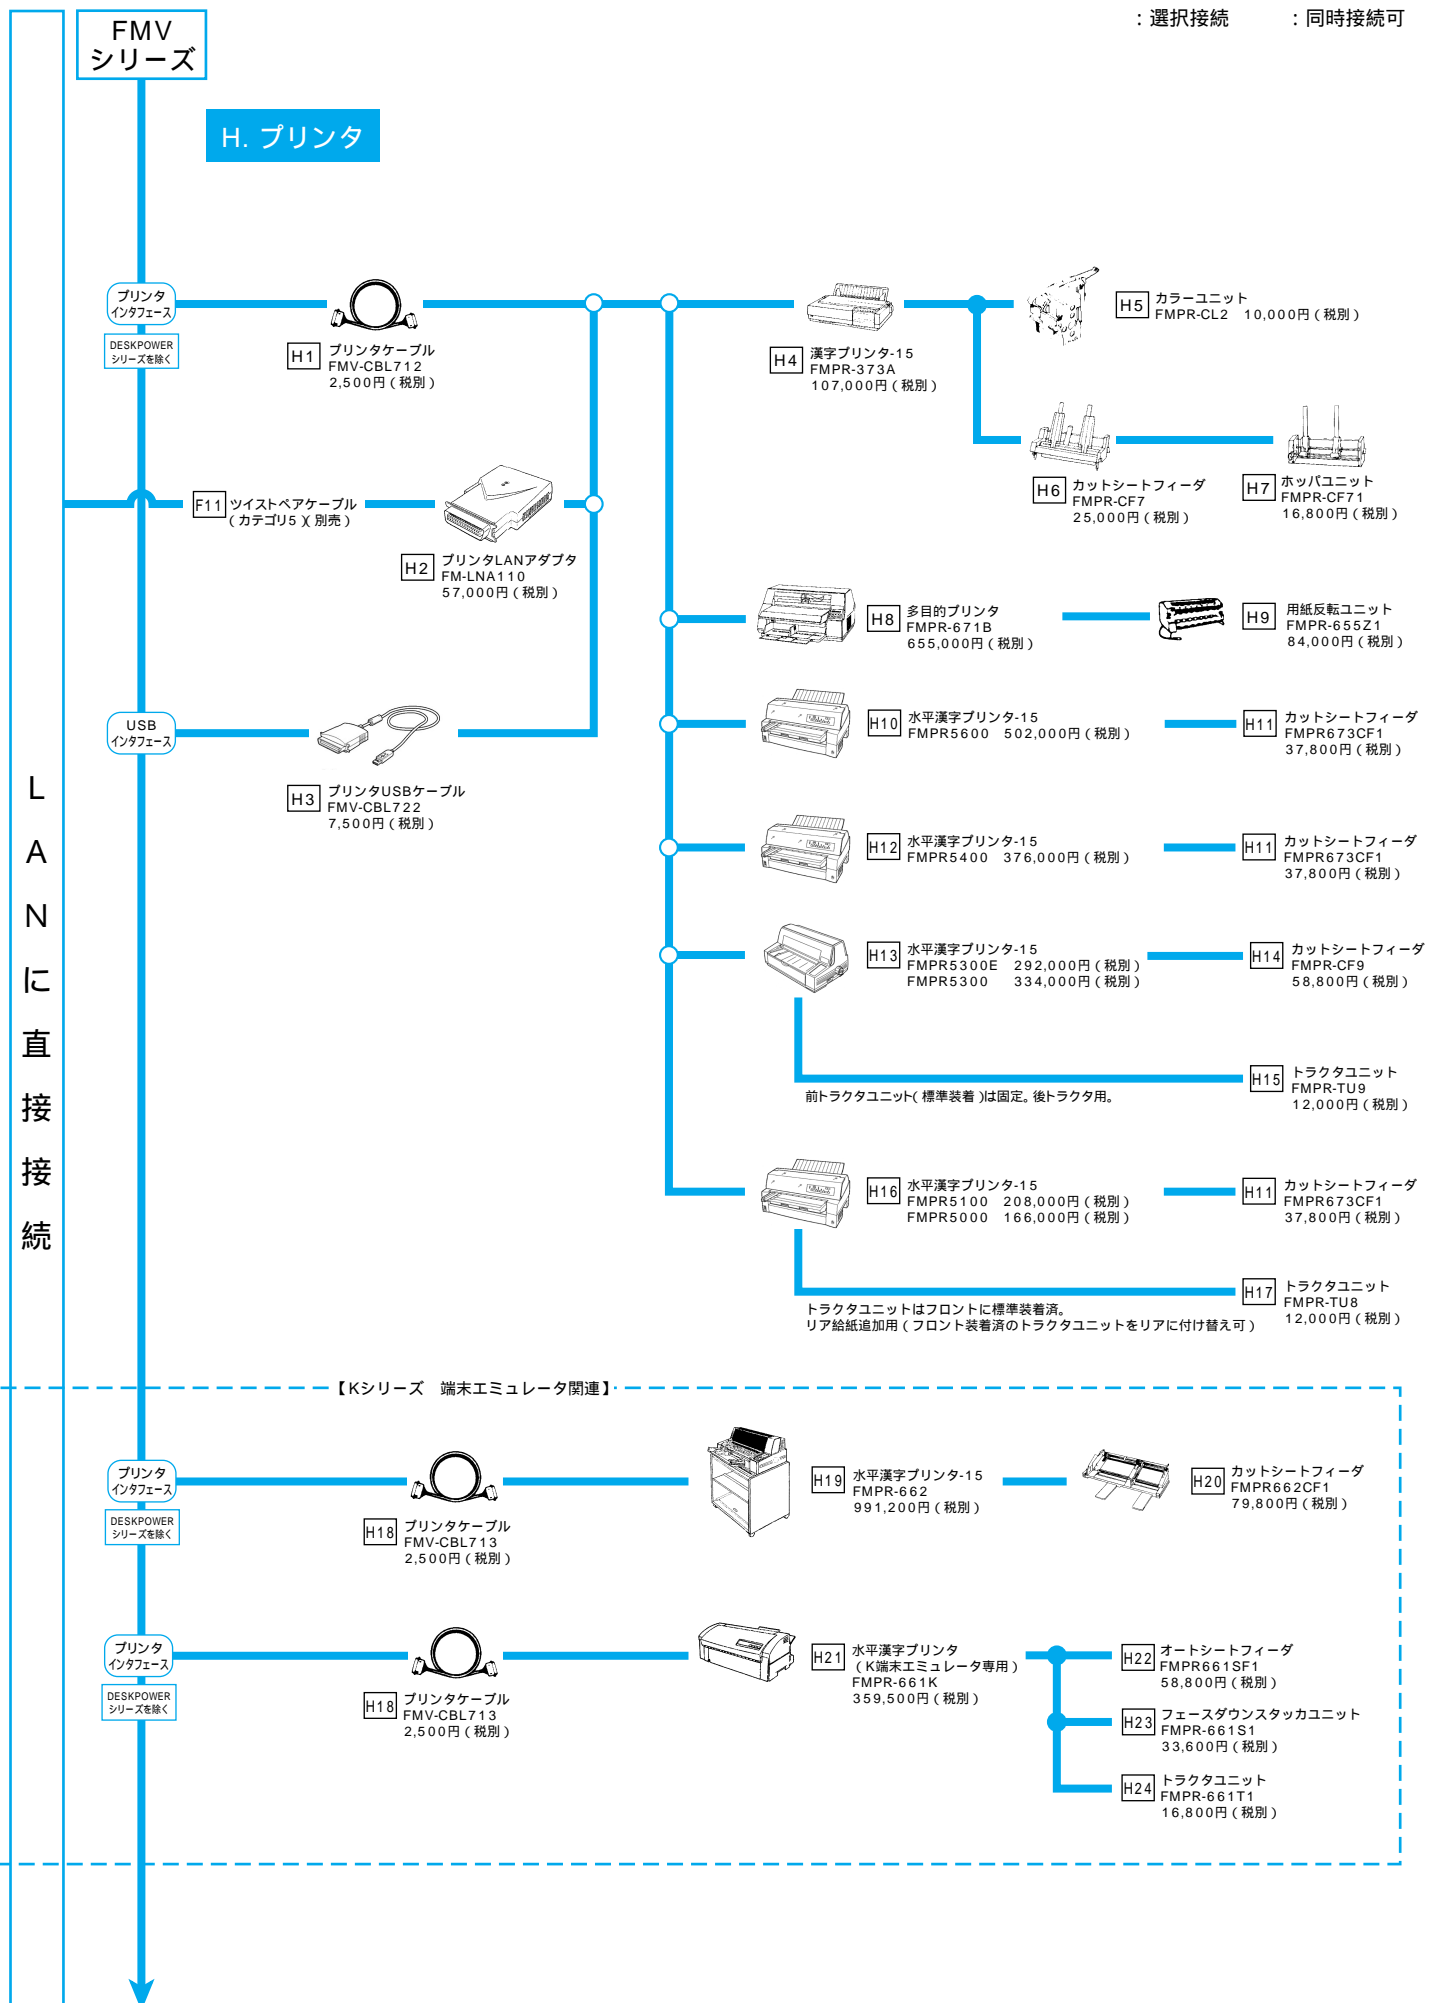 ：選択接続
：同時接続可
FMV
シリーズ
H. プリンタ
プリンタ
インタフェース
DESKPOWER
シリーズを除く
H1 プリンタケーブル
FMV-CBL712
2,500円（税別）
H4 漢字プリンタ-15
FMPR-373A
107,000円（税別）
H5 カラーユニット
FMPR-CL2 10,000円（税別）
H6 カットシートフィーダ
FMPR-CF7
25,000円（税別）
H7 ホッパユニット
FMPR-CF71
16,800円（税別）
F11 ツイストペアケーブル
（カテゴリ5）（別売）
H2 プリンタLANアダプタ
FM-LNA110
57,000円（税別）
H8 多目的プリンタ
FMPR-671B
655,000円（税別）
H9 用紙反転ユニット
FMPR-655Z1
84,000円（税別）
USB
インタフェース
H3 プリンタUSBケーブル
FMV-CBL722
7,500円（税別）
H10 水平漢字プリンタ-15
FMPR5600 502,000円（税別）
H11 カットシートフィーダ
FMPR673CF1
37,800円（税別）
H12 水平漢字プリンタ-15
FMPR5400 376,000円（税別）
H11 カットシートフィーダ
FMPR673CF1
37,800円（税別）
H13 水平漢字プリンタ-15
FMPR5300E 292,000円（税別）
FMPR5300 334,000円（税別）
H14 カットシートフィーダ
FMPR-CF9
58,800円（税別）
前トラクタユニット（標準装着）は固定。後トラクタ用。
H15 トラクタユニット
FMPR-TU9
12,000円（税別）
H16 水平漢字プリンタ-15
FMPR5100 208,000円（税別）
FMPR5000 166,000円（税別）
H11 カットシートフィーダ
FMPR673CF1
37,800円（税別）
トラクタユニットはフロントに標準装着済。
リア給紙追加用（フロント装着済のトラクタユニットをリアに付け替え可）
H17 トラクタユニット
FMPR-TU8
12,000円（税別）
LANに直接接続
【Kシリーズ 端末エミュレータ関連】
プリンタ
インタフェース
DESKPOWER
シリーズを除く
H18 プリンタケーブル
FMV-CBL713
2,500円（税別）
H19 水平漢字プリンタ-15
FMPR-662
991,200円（税別）
H20 カットシートフィーダ
FMPR662CF1
79,800円（税別）
プリンタ
インタフェース
DESKPOWER
シリーズを除く
H18 プリンタケーブル
FMV-CBL713
2,500円（税別）
H21 水平漢字プリンタ
（K端末エミュレータ専用）
FMPR-661K
359,500円（税別）
H22 オートシートフィーダ
FMPR661SF1
58,800円（税別）
H23 フェースダウンスタッカユニット
FMPR-661S1
33,600円（税別）
H24 トラクタユニット
FMPR-661T1
16,800円（税別）